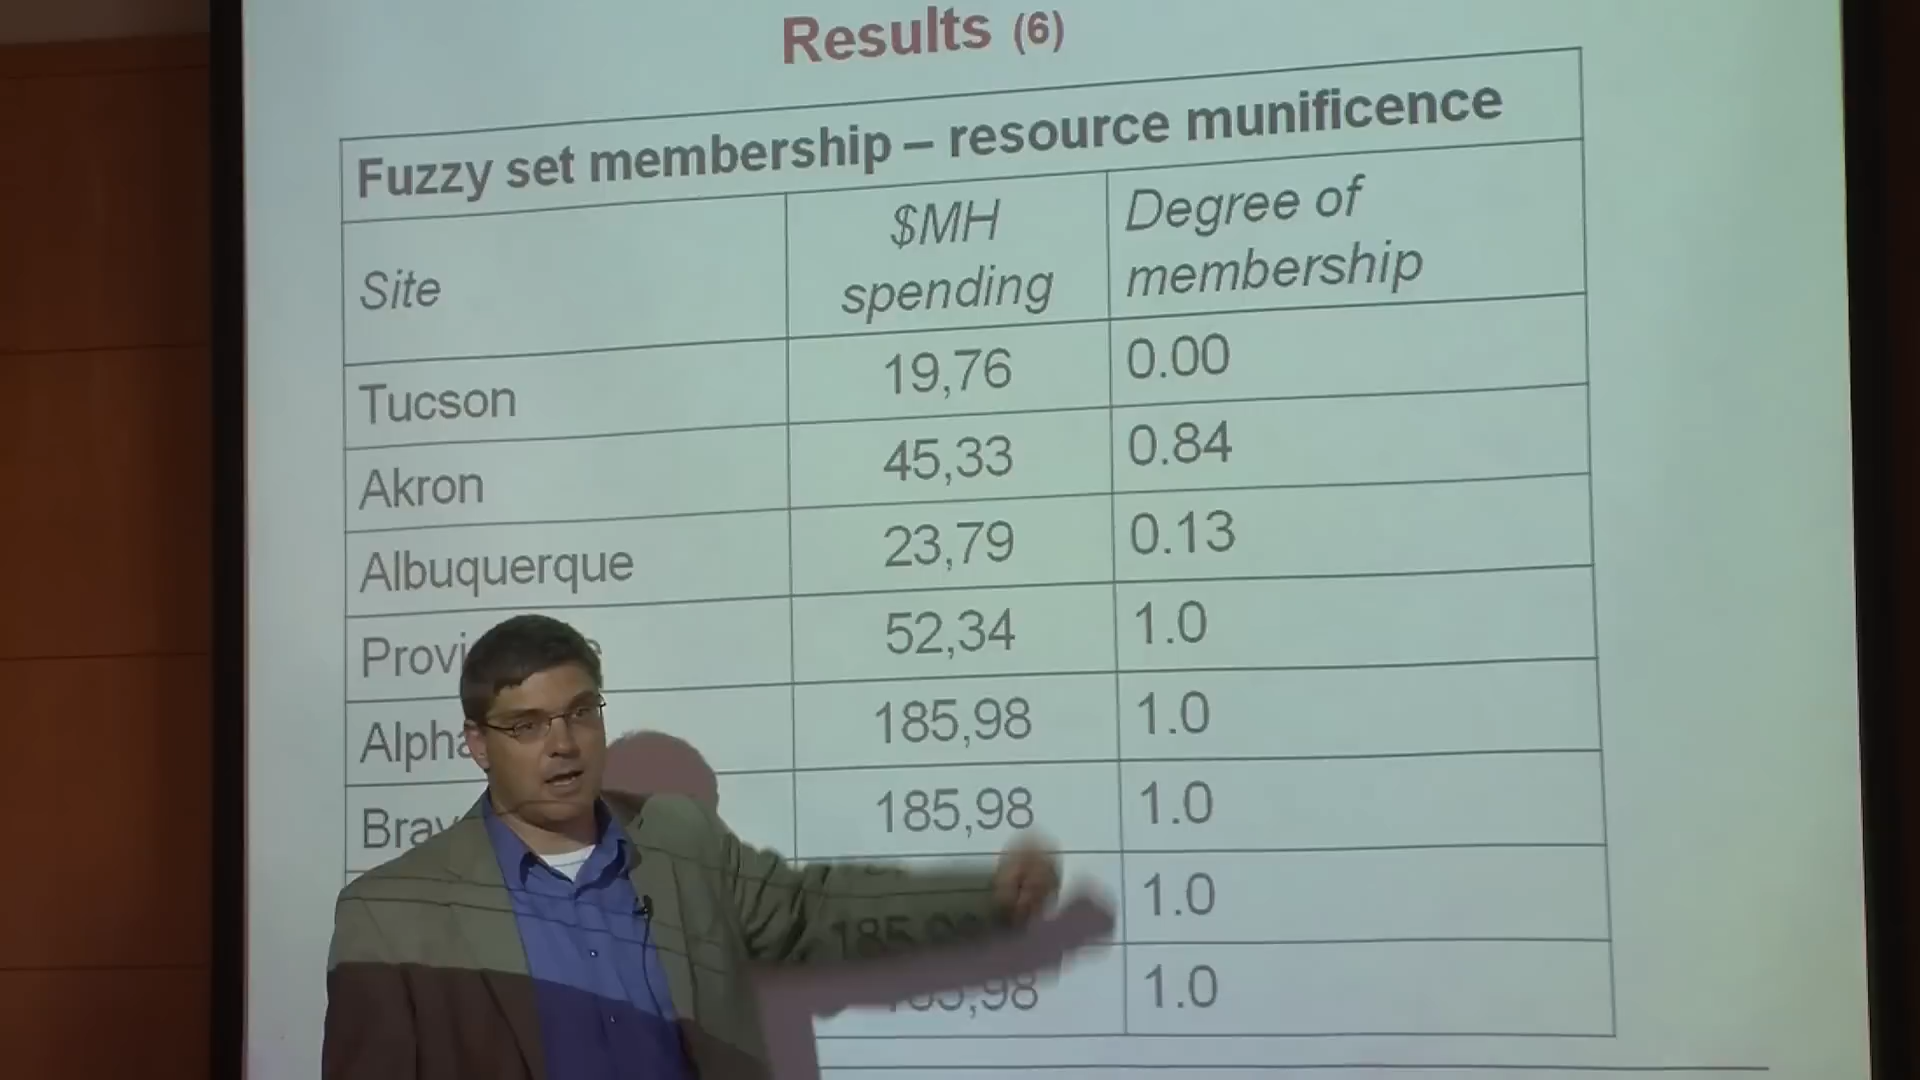 Results (6)
Fuzzy set membership – resource munificence
Site
$MH
spending
Degree of
membership
Tucson
19,76
0.00
Akron
45,33
0.84
Albuquerque
23,79
0.13
52,34
1.0
185,98
1.0
185,98
1.0
1.0
1.0